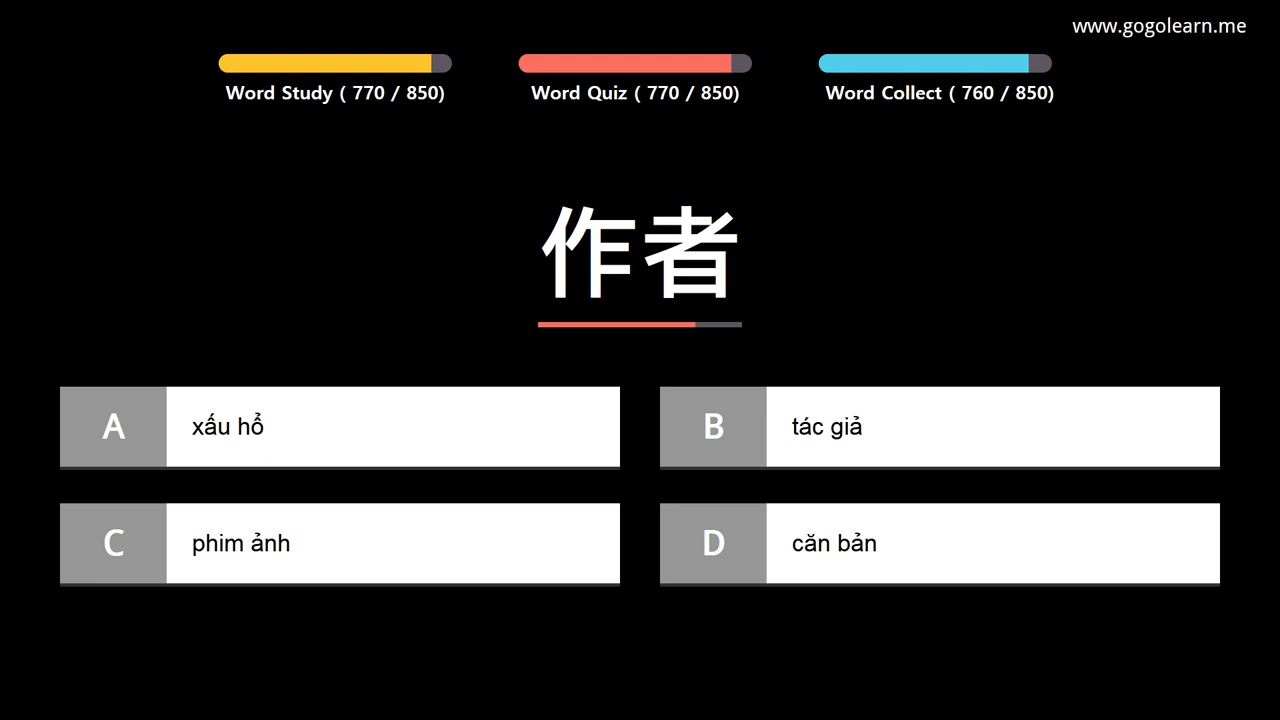 www.gogolearn.me
Word Study ( 770 / 850)
Word Quiz ( 770 / 850)
Word Collect ( 760 / 850)
作者
A xấu hổ
B tác giả
C phim ảnh
D căn bản